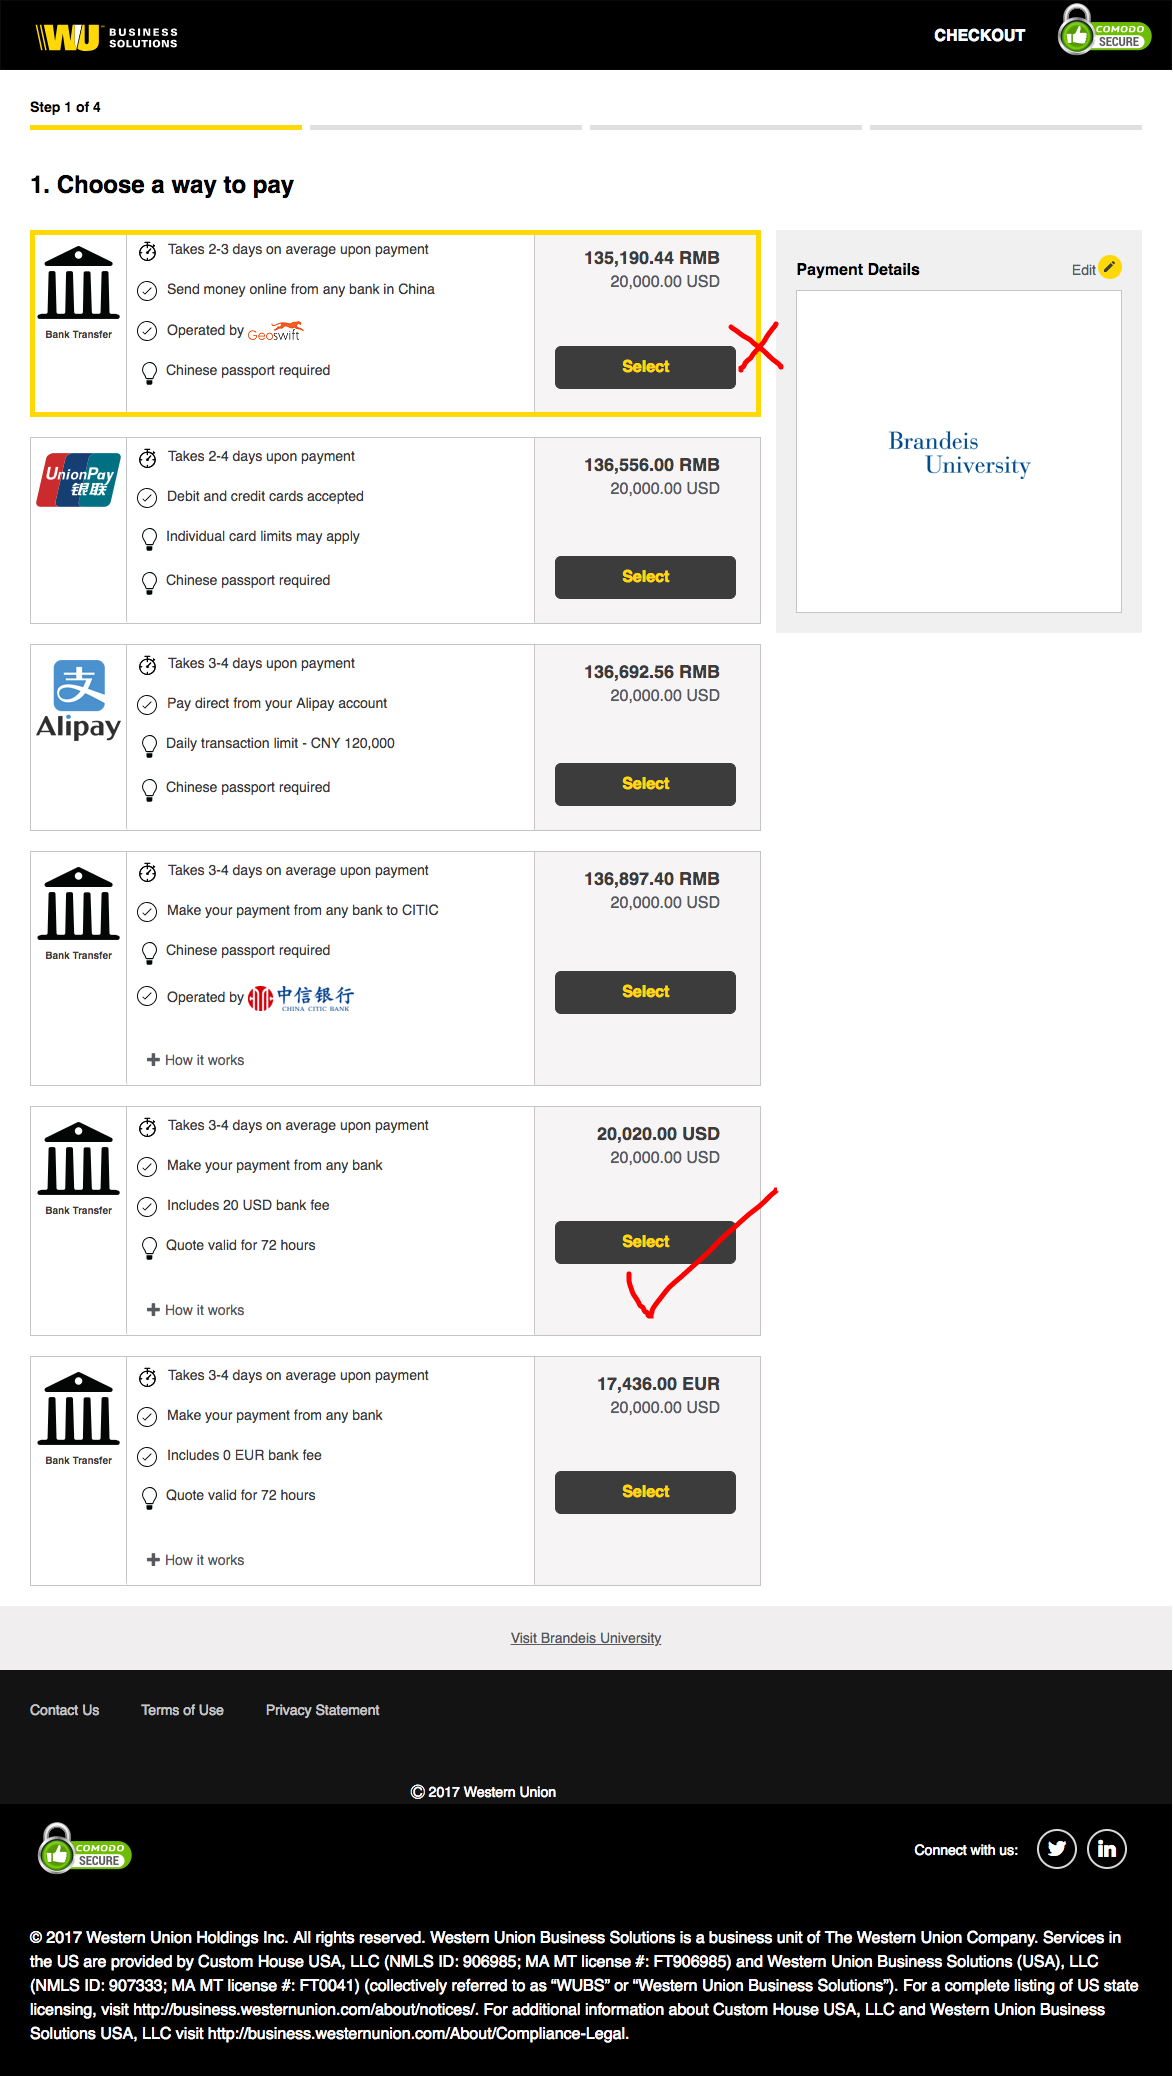 WU BUSINESS
SOLUTIONS
CHECKOUT
COMODO
SECURE
Step 1 of 4
1. Choose a way to pay
Bank Transfer
Takes 2-3 days on average upon payment
Send money online from any bank in China
Operated by Geoswift
Chinese passport required
135,190.44 RMB
20,000.00 USD
Select
Payment Details
Edit
Brandeis
University
UnionPay
银联
Takes 2-4 days upon payment
Debit and credit cards accepted
Individual card limits may apply
Chinese passport required
136,556.00 RMB
20,000.00 USD
Select
支
Alipay
Takes 3-4 days upon payment
Pay direct from your Alipay account
Daily transaction limit - CNY 120,000
Chinese passport required
136,692.56 RMB
20,000.00 USD
Select
Bank Transfer
Takes 3-4 days on average upon payment
Make your payment from any bank to CITIC
Chinese passport required
Operated by 中信银行
CHINA CITIC BANK
How it works
136,897.40 RMB
20,000.00 USD
Select
Bank Transfer
Takes 3-4 days on average upon payment
Make your payment from any bank
Includes 20 USD bank fee
Quote valid for 72 hours
How it works
20,020.00 USD
20,000.00 USD
Select
Bank Transfer
Takes 3-4 days on average upon payment
Make your payment from any bank
Includes 0 EUR bank fee
Quote valid for 72 hours
How it works
17,436.00 EUR
20,000.00 USD
Select
Visit Brandeis University
Contact Us Terms of Use Privacy Statement
© 2017 Western Union
COMODO
SECURE
Connect with us:
in
© 2017 Western Union Holdings Inc. All rights reserved. Western Union Business Solutions is a business unit of The Western Union Company. Services in
the US are provided by Custom House USA, LLC (NMLS ID: 906985; MA MT license #: FT906985) and Western Union Business Solutions (USA), LLC
(NMLS ID: 907333; MA MT license #: FT0041) (collectively referred to as “WUBS” or “Western Union Business Solutions”). For a complete listing of US state
licensing, visit http://business.westernunion.com/about/notices/. For additional information about Custom House USA, LLC and Western Union Business
Solutions USA, LLC visit http://business.westernunion.com/About/Compliance-Legal.